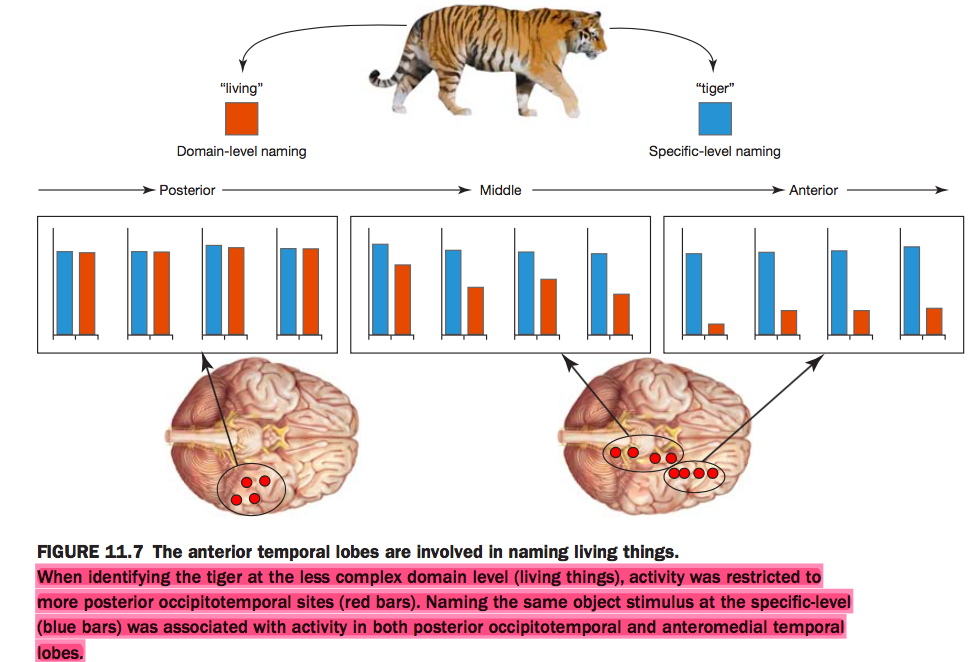 “living”
“tiger”
Domain-level naming
Specific-level naming
Posterior
Middle
Anterior
FIGURE 11.7 The anterior temporal lobes are involved in naming living things.
When identifying the tiger at the less complex domain level (living things), activity was restricted to
more posterior occipitotemporal sites (red bars). Naming the same object stimulus at the specific-level
(blue bars) was associated with activity in both posterior occipitotemporal and anteromedial temporal
lobes.